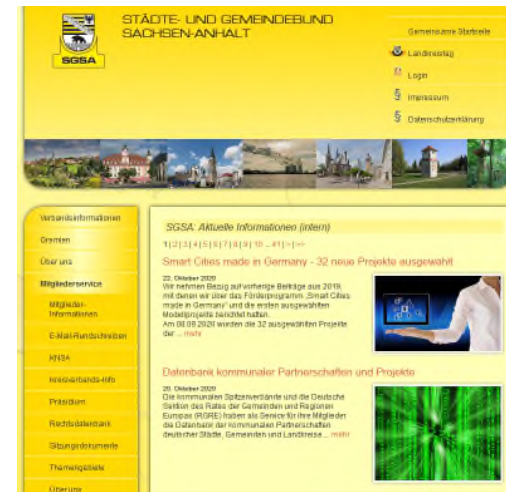 STÄDTE- UND GEMEINDEBUND
SACHSEN-ANHALT
SGSA
Gemeinsame Startseite
Landkreistag
Login
Impressum
Datenschutzerklärung
Verbandsinformationen
Gremien
Über uns
Mitgliederservice
Mitglieder-
Informationen
E-Mail-Rundschreiben
KNSA
Kreisverbands-Info
Präsidium
Rechtsdatenbank
Sitzungsdokumente
Themengebiete
Über uns
SGSA: Aktuelle Informationen (intern)
1 | 2 | 3 | 4 | 5 | 6 | 7 | 8 | 9 | 10 ... 41 | > | >>
Smart Cities made in Germany - 32 neue Projekte ausgewählt
22. Oktober 2020
Wir nehmen Bezug auf vorherige Beiträge aus 2019,
mit denen wir über das Förderprogramm „Smart Cities
made in Germany“ und die ersten ausgewählten
Modellprojekte berichtet hatten.
Am 08.09.2020 wurden die 32 ausgewählten Projekte
der ... mehr
Datenbank kommunaler Partnerschaften und Projekte
20. Oktober 2020
Die kommunalen Spitzenverbände und die Deutsche
Sektion des Rates der Gemeinden und Regionen
Europas (RGRE) haben als Service für ihre Mitglieder
die Datenbank der kommunalen Partnerschaften
deutscher Städte, Gemeinden und Landkreise ... mehr